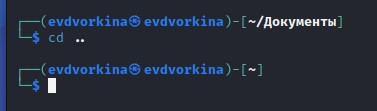 ┌──(evdvorkina㉿evdvorkina)-[~/Документы]
└─$ cd ..
┌──(evdvorkina㉿evdvorkina)-[~]
└─$